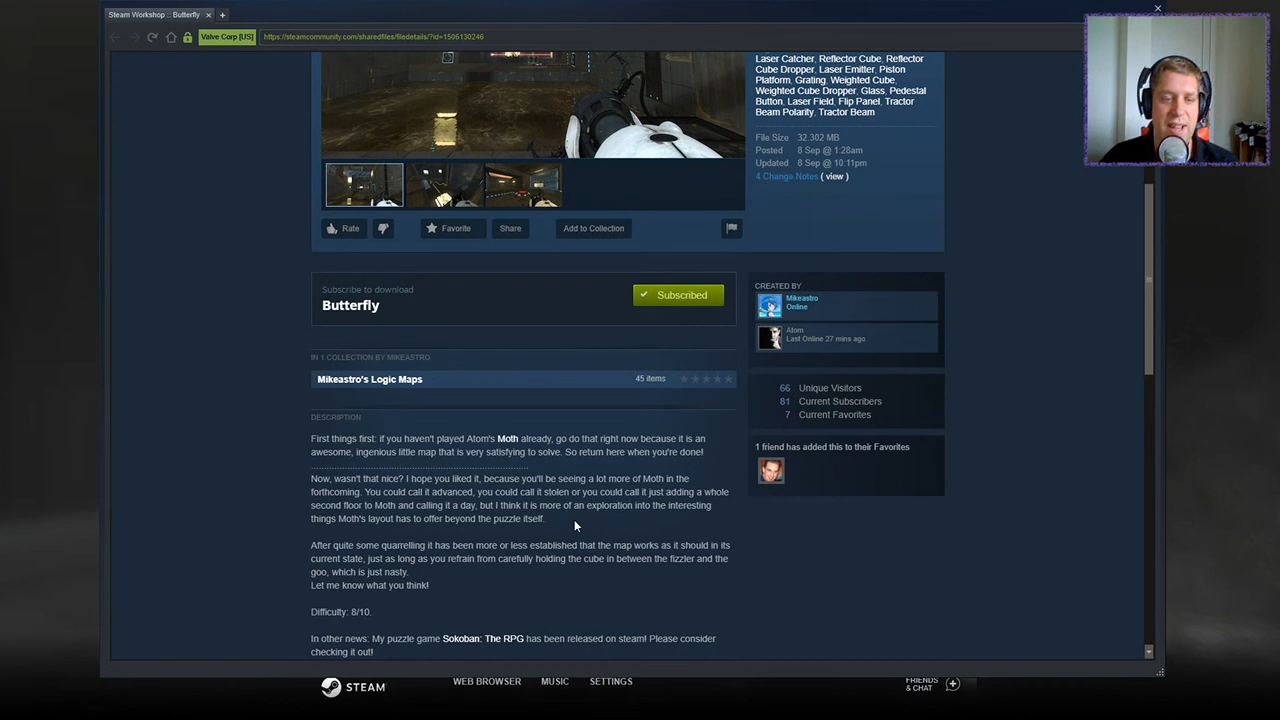 Steam Workshop :: Butterfly
Valve Corp [US]
https://steamcommunity.com/sharedfiles/filedetails/?id=1506130246
Laser Catcher, Reflector Cube, Reflector
Cube Dropper, Laser Emitter, Piston
Platform, Grating, Weighted Cube,
Weighted Cube Dropper, Glass, Pedestal
Button, Laser Field, Flip Panel, Tractor
Beam Polarity, Tractor Beam
File Size 32.302 MB
Posted 8 Sep @ 1:28am
Updated 8 Sep @ 10:11pm
4 Change Notes ( view )
Rate
Favorite
Share
Add to Collection
Subscribe to download
Butterfly
Subscribed
CREATED BY
Mikeastro
Online
Atom
Last Online 27 mins ago
IN 1 COLLECTION BY MIKEASTRO
Mikeastro's Logic Maps
45 items
66 Unique Visitors
81 Current Subscribers
7 Current Favorites
1 friend has added this to their Favorites
DESCRIPTION
First things first: if you haven't played Atom's Moth already, go do that right now because it is an
awesome, ingenious little map that is very satisfying to solve. So return here when you're done!
................................................................................
Now, wasn't that nice? I hope you liked it, because you'll be seeing a lot more of Moth in the
forthcoming. You could call it advanced, you could call it stolen or you could call it just adding a whole
second floor to Moth and calling it a day, but I think it is more of an exploration into the interesting
things Moth's layout has to offer beyond the puzzle itself.
After quite some quarrelling it has been more or less established that the map works as it should in its
current state, just as long as you refrain from carefully holding the cube in between the fizzler and the
goo, which is just nasty.
Let me know what you think!
Difficulty: 8/10.
In other news: My puzzle game Sokoban: The RPG has been released on steam! Please consider
checking it out!
STEAM
WEB BROWSER
MUSIC
SETTINGS
FRIENDS
& CHAT